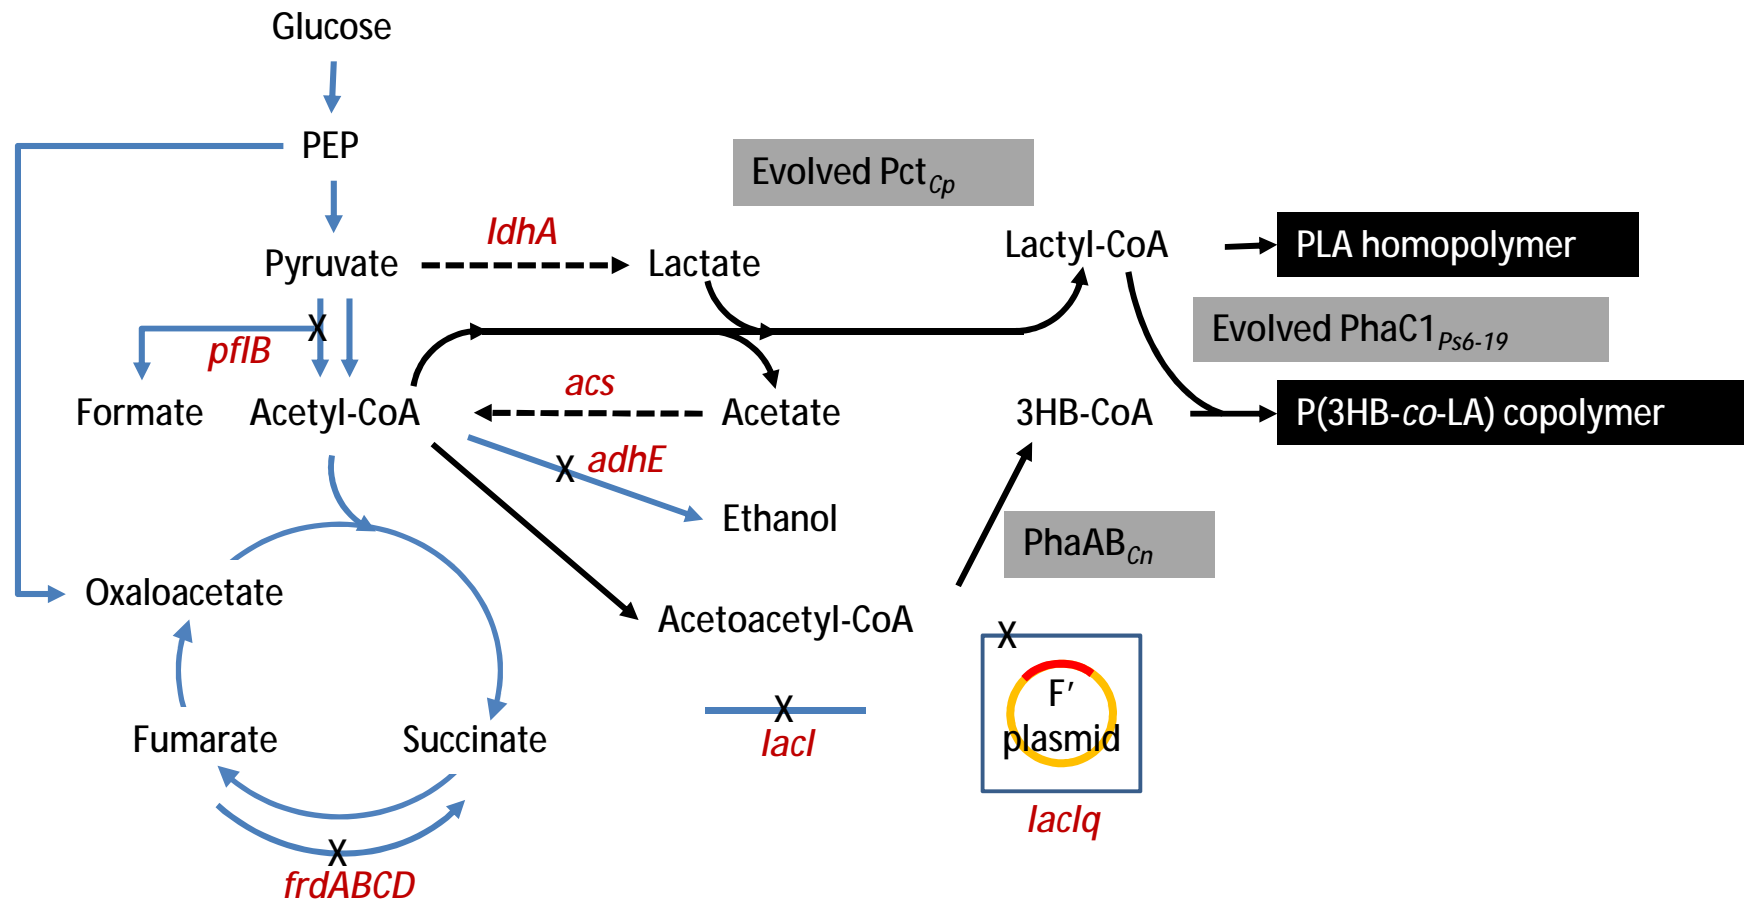 Glucose
PEP
Evolved Pct Cp
ldhA
Pyruvate
Lactate
Lactyl-CoA
PLA homopolymer
X
pflB
Evolved PhaC1 Ps6-19
acs
Formate
Acetyl-CoA
Acetate
3HB-CoA
P(3HB-co-LA) copolymer
X
adhE
Ethanol
PhaAB Cn
Oxaloacetate
Acetoacetyl-CoA
X
F′
plasmid
X
lacI
Fumarate
Succinate
lacIq
X
frdABCD